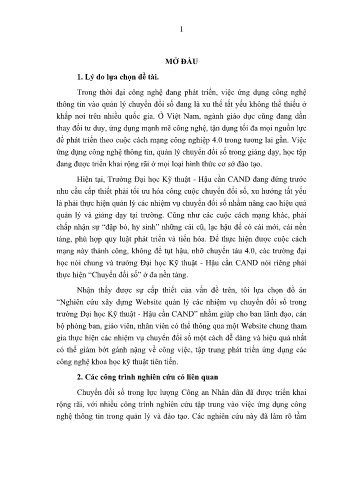 1
MỞ ĐẦU
1. Lý do lựa chọn đề tài.
Trong thời đại công nghệ đang phát triển, việc ứng dụng công nghệ
thông tin vào quản lý chuyển đổi số đang là xu thế tất yếu không thể thiếu ở
khắp nơi trên nhiều quốc gia. Ở Việt Nam, ngành giáo dục cũng đang dần
thay đổi tư duy, ứng dụng mạnh mẽ công nghệ, tận dụng tối đa mọi nguồn lực
để phát triển theo cuộc cách mạng công nghiệp 4.0 trong tương lai gần. Việc
ứng dụng công nghệ thông tin, quản lý chuyển đổi số trong giảng dạy, học tập
đang được triển khai rộng rãi ở mọi loại hình thức cơ sở đào tạo.
Hiện tại, Trường Đại học Kỹ thuật - Hậu cần CAND đang đứng trước
nhu cầu cấp thiết phải tối ưu hóa công cuộc chuyển đổi số, xu hướng tất yếu
là phải thực hiện quản lý các nhiệm vụ chuyển đổi số nhằm nâng cao hiệu quả
quản lý và giảng dạy tại trường. Cũng như các cuộc cách mạng khác, phải
chấp nhận sự “đập bỏ, hy sinh” những cái cũ, lạc hậu để có cái mới, cái nền
tảng, phù hợp quy luật phát triển và tiến hóa. Để thực hiện được cuộc cách
mạng này thành công, không để tụt hậu, nhỡ chuyến tàu 4.0, các trường đại
học nói chung và trường Đại học Kỹ thuật - Hậu cần CAND nói riêng phải
thực hiện “Chuyển đổi số” ở đa nền tảng.
Nhận thấy được sự cấp thiết của vấn đề trên, tôi lựa chọn đồ án
“Nghiên cứu xây dựng Website quản lý các nhiệm vụ chuyển đổi số trong
trường Đại học Kỹ thuật - Hậu cần CAND” nhằm giúp cho ban lãnh đạo, cán
bộ phòng ban, giáo viên, nhân viên có thể thông qua một Website chung tham
gia thực hiện các nhiệm vụ chuyển đổi số một cách dễ dàng và hiệu quả nhất
có thể giảm bớt gánh nặng về công việc, tập trung phát triển ứng dụng các
công nghệ khoa học kỹ thuật tiên tiến.
2. Các công trình nghiên cứu có liên quan
Chuyển đổi số trong lực lượng Công an Nhân dân đã được triển khai
rộng rãi, với nhiều công trình nghiên cứu tập trung vào việc ứng dụng công
nghệ thông tin trong quản lý và đào tạo. Các nghiên cứu này đã làm rõ tầm